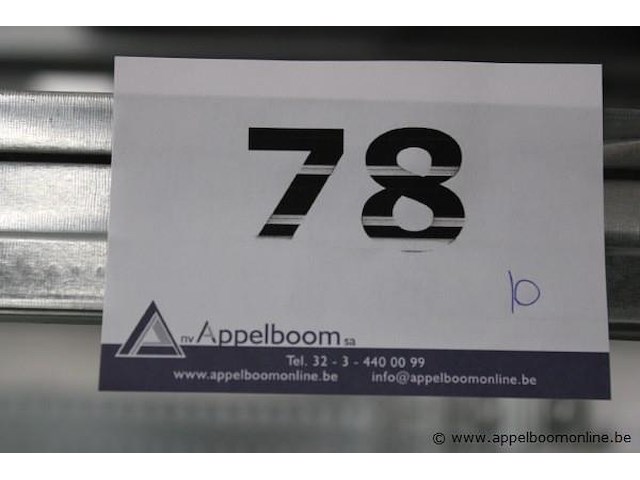 78
10
nv Appelboom sa
Tel. 32 - 3 - 440 00 99
www.appelboomonline.be info@appelboomonline.be
© www.appelboomonline.be